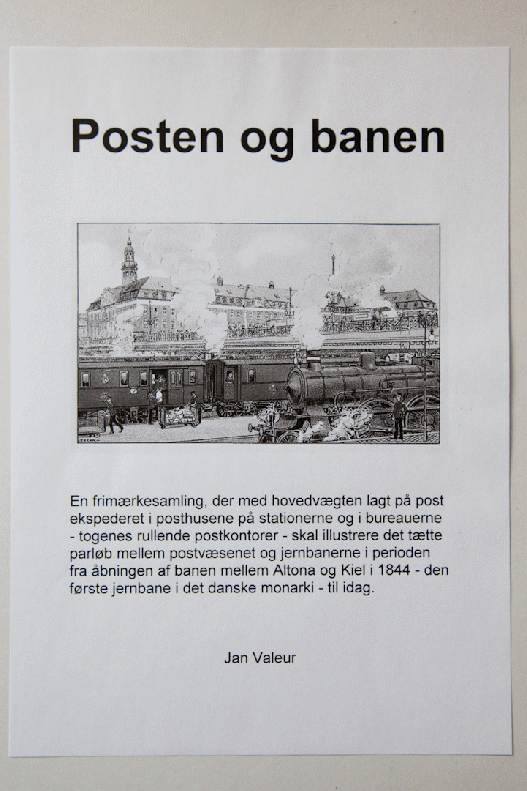 Posten og banen
En frimærkesamling, der med hovedvægten lagt på post
ekspederet i posthusene på stationerne og i bureauerne
- togenes rullende postkontorer - skal illustrere det tætte
parløb mellem postvæsenet og jernbanerne i perioden
fra åbningen af banen mellem Altona og Kiel i 1844 - den
første jernbane i det danske monarki - til idag.
Jan Valeur